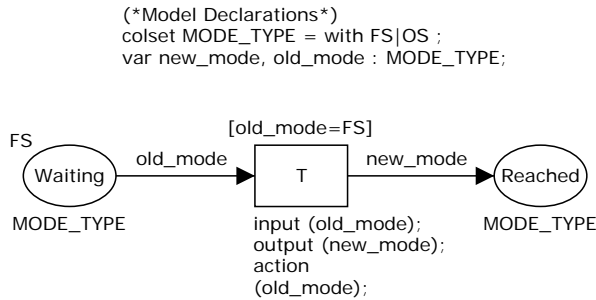 (*Model Declarations*)
colset MODE_TYPE = with FS|OS ;
var new_mode, old_mode : MODE_TYPE;
[old_mode=FS]
FS
old_mode
new_mode
Waiting
T
Reached
MODE_TYPE
MODE_TYPE
input (old_mode);
output (new_mode);
action
(old_mode);